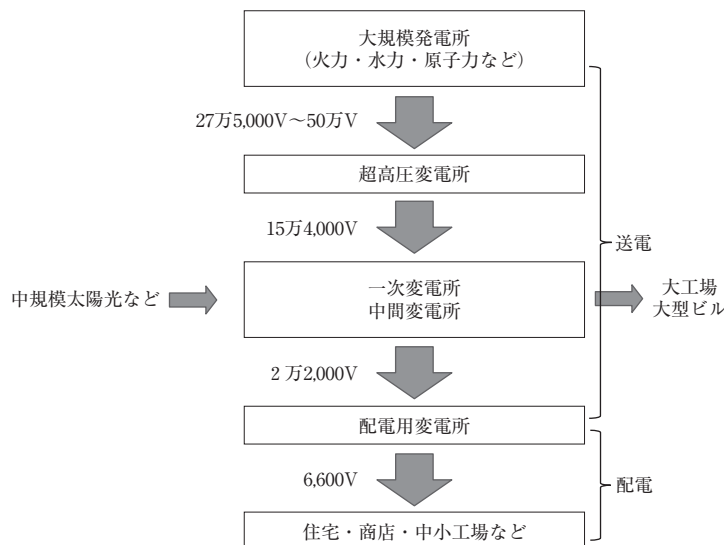 大規模発電所
（火力・水力・原子力など）
27万5,000V～50万V
超高圧変電所
15万4,000V
送電
中規模太陽光など
一次変電所
中間変電所
大工場
大型ビル
2万2,000V
配電用変電所
6,600V
配電
住宅・商店・中小工場など